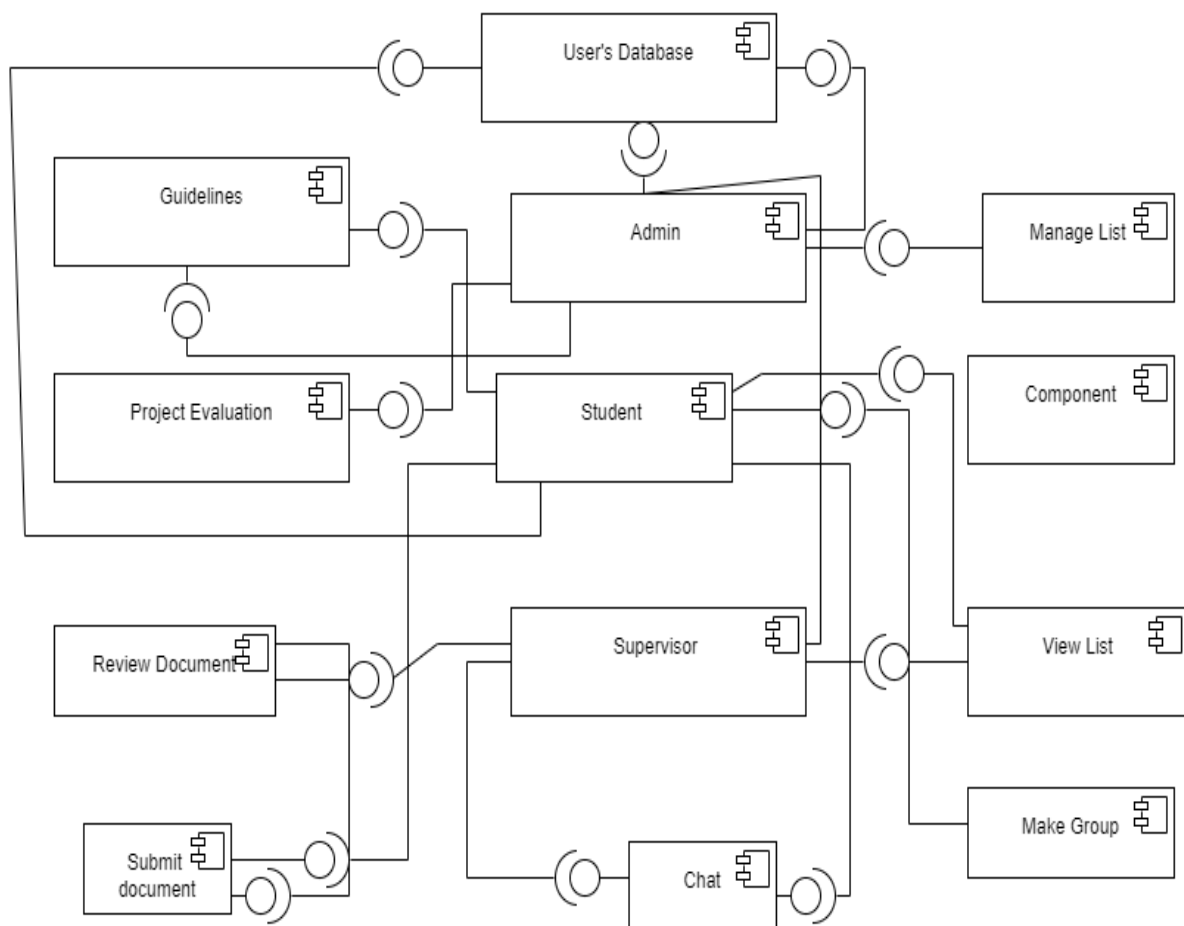 User's Database
Guidelines
Admin
Manage List
Project Evaluation
Student
Component
Review Document
Supervisor
View List
Submit
document
Chat
Make Group